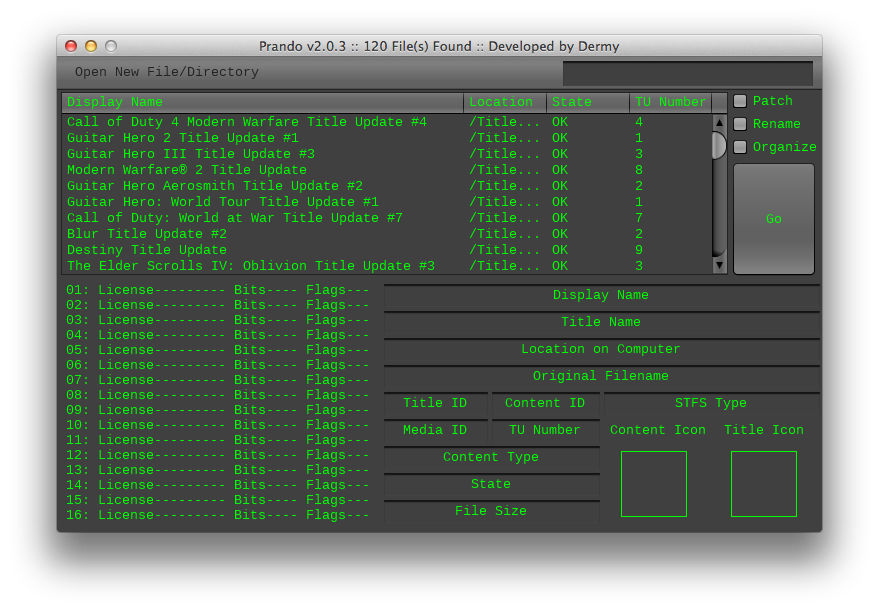 Prando v2.0.3 :: 120 File(s) Found :: Developed by Dermy
Open New File/Directory
Display Name Location State TU Number
Call of Duty 4 Modern Warfare Title Update #4 /Title... OK 4
Guitar Hero 2 Title Update #1 /Title... OK 1
Guitar Hero III Title Update #3 /Title... OK 3
Modern Warfare® 2 Title Update /Title... OK 8
Guitar Hero Aerosmith Title Update #2 /Title... OK 2
Guitar Hero: World Tour Title Update #1 /Title... OK 1
Call of Duty: World at War Title Update #7 /Title... OK 7
Blur Title Update #2 /Title... OK 2
Destiny Title Update /Title... OK 9
The Elder Scrolls IV: Oblivion Title Update #3 /Title... OK 3
Patch
Rename
Organize
Go
01: License--------- Bits---- Flags---
02: License--------- Bits---- Flags---
03: License--------- Bits---- Flags---
04: License--------- Bits---- Flags---
05: License--------- Bits---- Flags---
06: License--------- Bits---- Flags---
07: License--------- Bits---- Flags---
08: License--------- Bits---- Flags---
09: License--------- Bits---- Flags---
10: License--------- Bits---- Flags---
11: License--------- Bits---- Flags---
12: License--------- Bits---- Flags---
13: License--------- Bits---- Flags---
14: License--------- Bits---- Flags---
15: License--------- Bits---- Flags---
16: License--------- Bits---- Flags---
Display Name
Title Name
Location on Computer
Original Filename
Title ID Content ID STFS Type
Media ID TU Number Content Icon Title Icon
Content Type
State
File Size